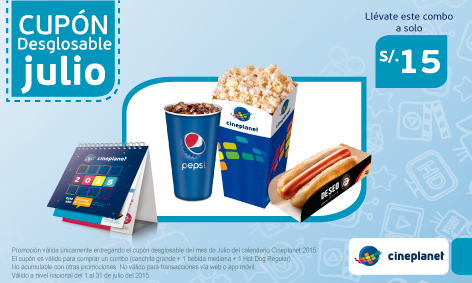 CUPÓN
Desglosable
julio
Llévate este combo
a solo
S/. 15
cineplanet
2015
pepsi
cineplanet
DESEO
Promoción válida únicamente entregando el cupón desglosable del mes de Julio del calendario Cineplanet 2015.
El cupón es válido para comprar un combo (canchita grande + 1 bebida mediana + 1 Hot Dog Regular).
No acumulable con otras promociones. No válido para transacciones vía web o app móvil.
Válido a nivel nacional del 1 al 31 de julio del 2015.
cineplanet